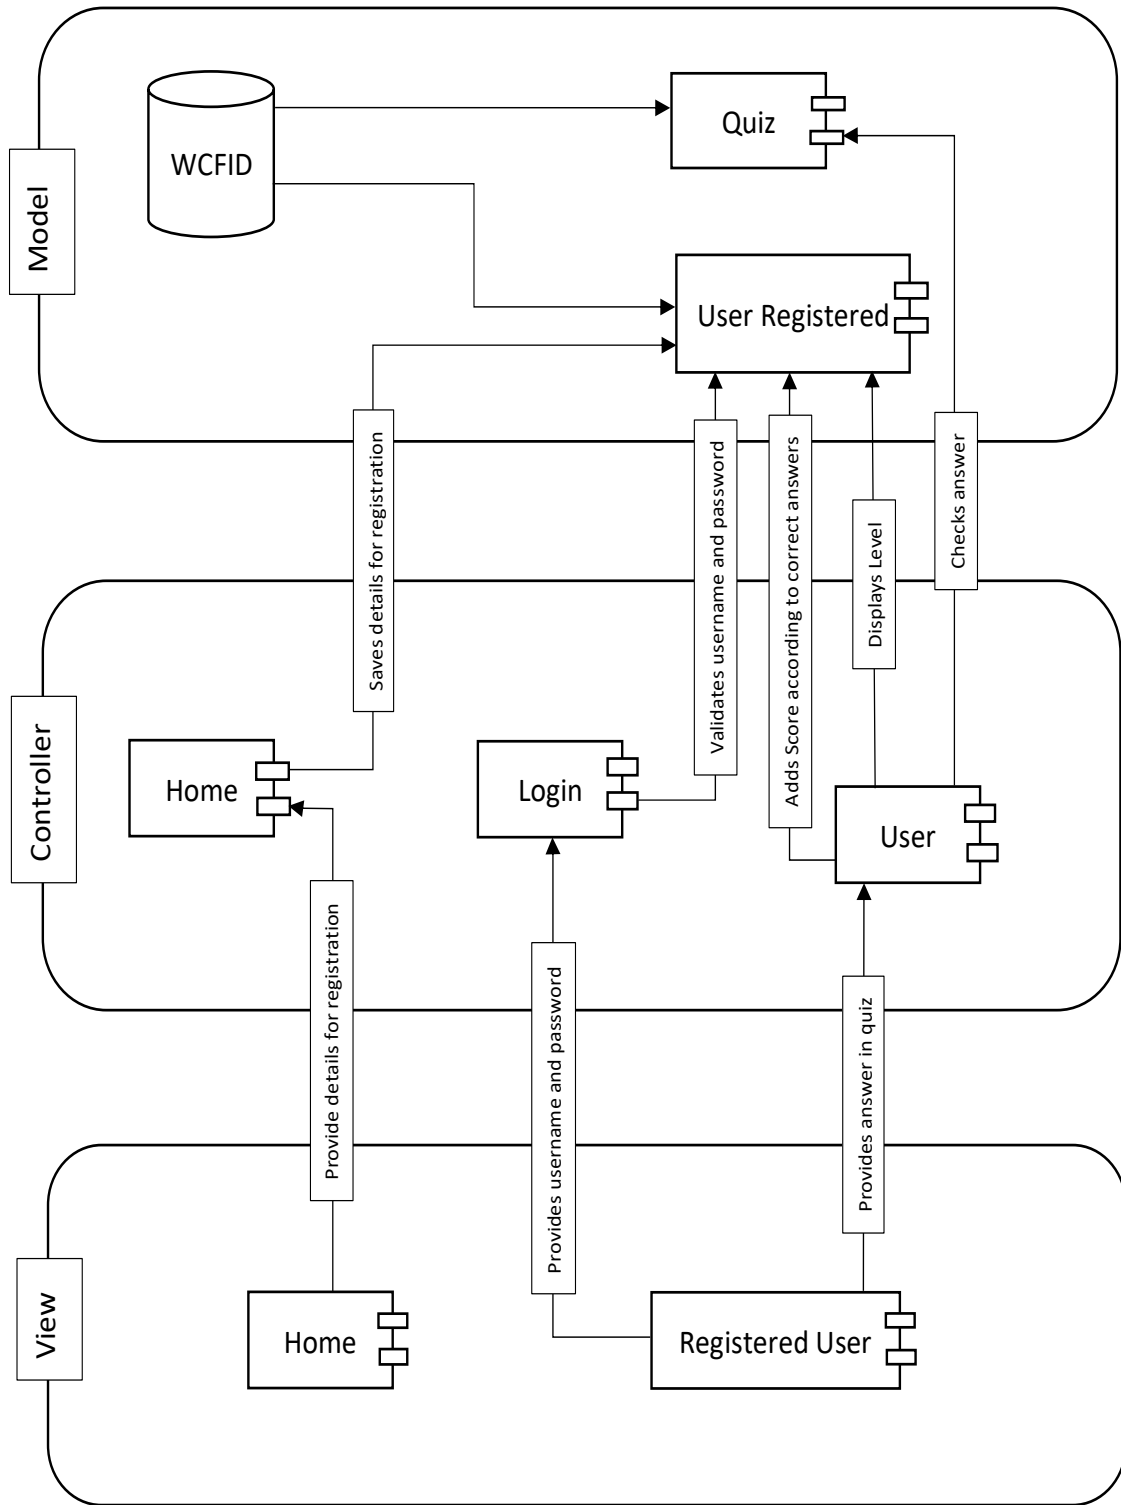 Model
WCFID
Quiz
User Registered
Saves details for registration
Validates username and password
Adds Score according to correct answers
Displays Level
Checks answer
Controller
Home
Login
User
Provide details for registration
Provides username and password
Provides answer in quiz
View
Home
Registered User